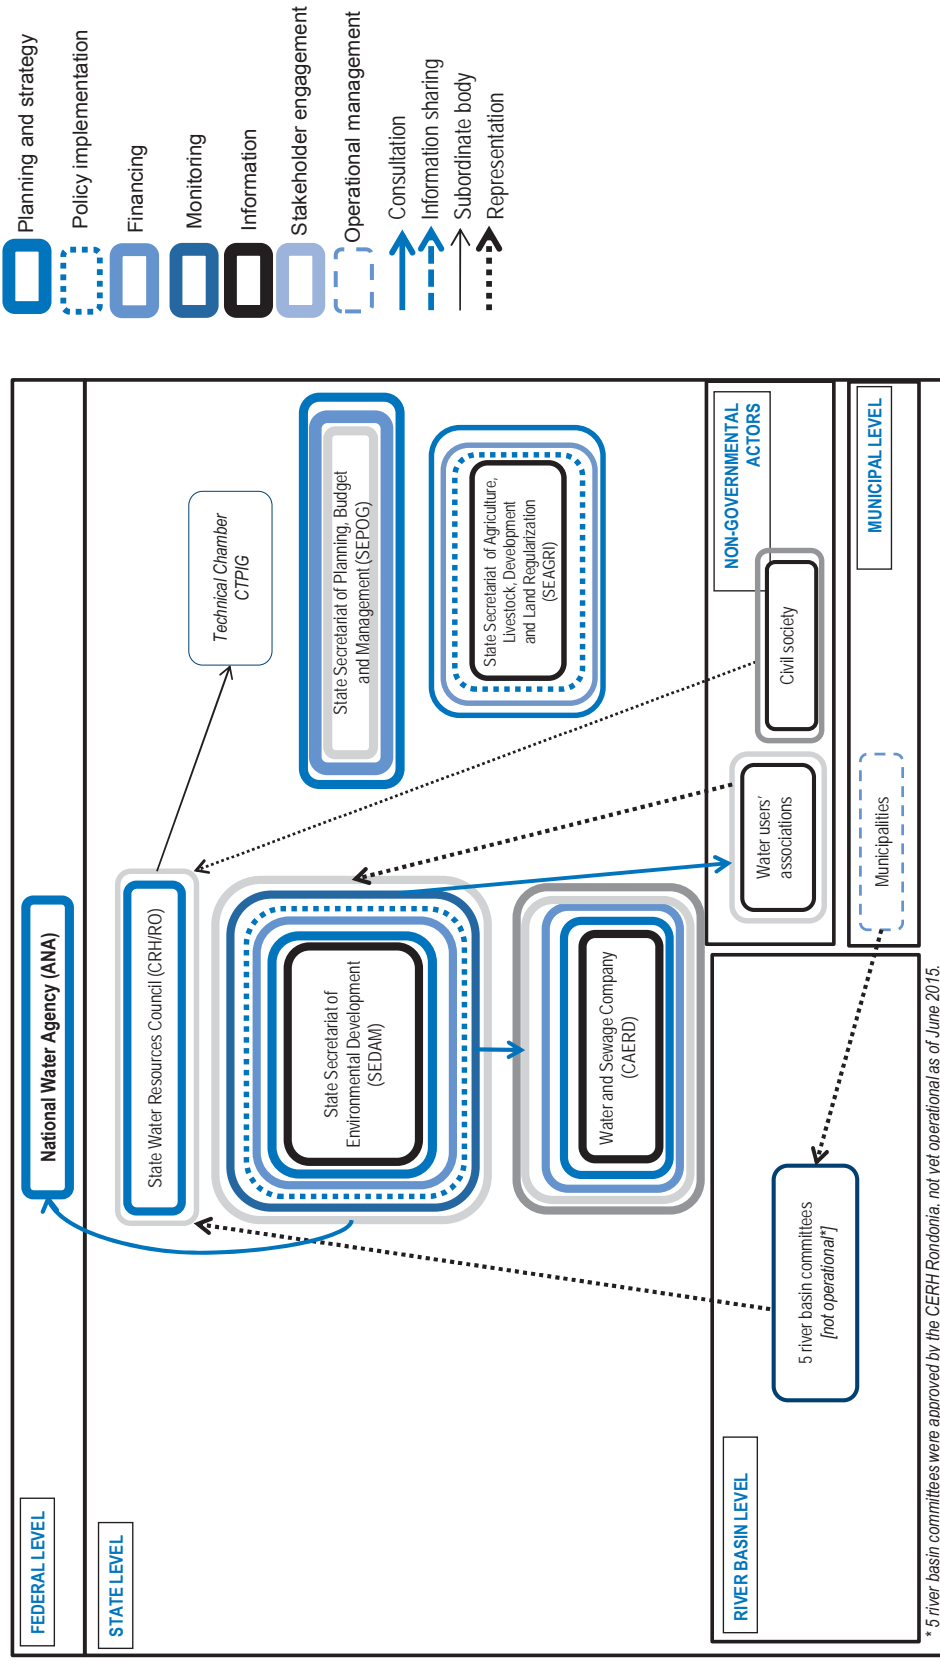 FEDERAL LEVEL
National Water Agency (ANA)
STATE LEVEL
State Water Resources Council (CRH/RO)
Technical Chamber
CTPIG
State Secretariat of
Environmental Development
(SEDAM)
State Secretariat of Planning, Budget
and Management (SEPOG)
State Secretariat of Agriculture,
Livestock, Development
and Land Regularization
(SEAGRI)
Water and Sewage Company
(CAERD)
RIVER BASIN LEVEL
5 river basin committees
[not operational*]
NON-GOVERNMENTAL
ACTORS
Water users'
associations
Civil society
MUNICIPAL LEVEL
Municipalities
* 5 river basin committees were approved by the CERH Rondonia, not yet operational as of June 2015.
Planning and strategy
Policy implementation
Financing
Monitoring
Information
Stakeholder engagement
Operational management
Consultation
Information sharing
Subordinate body
Representation